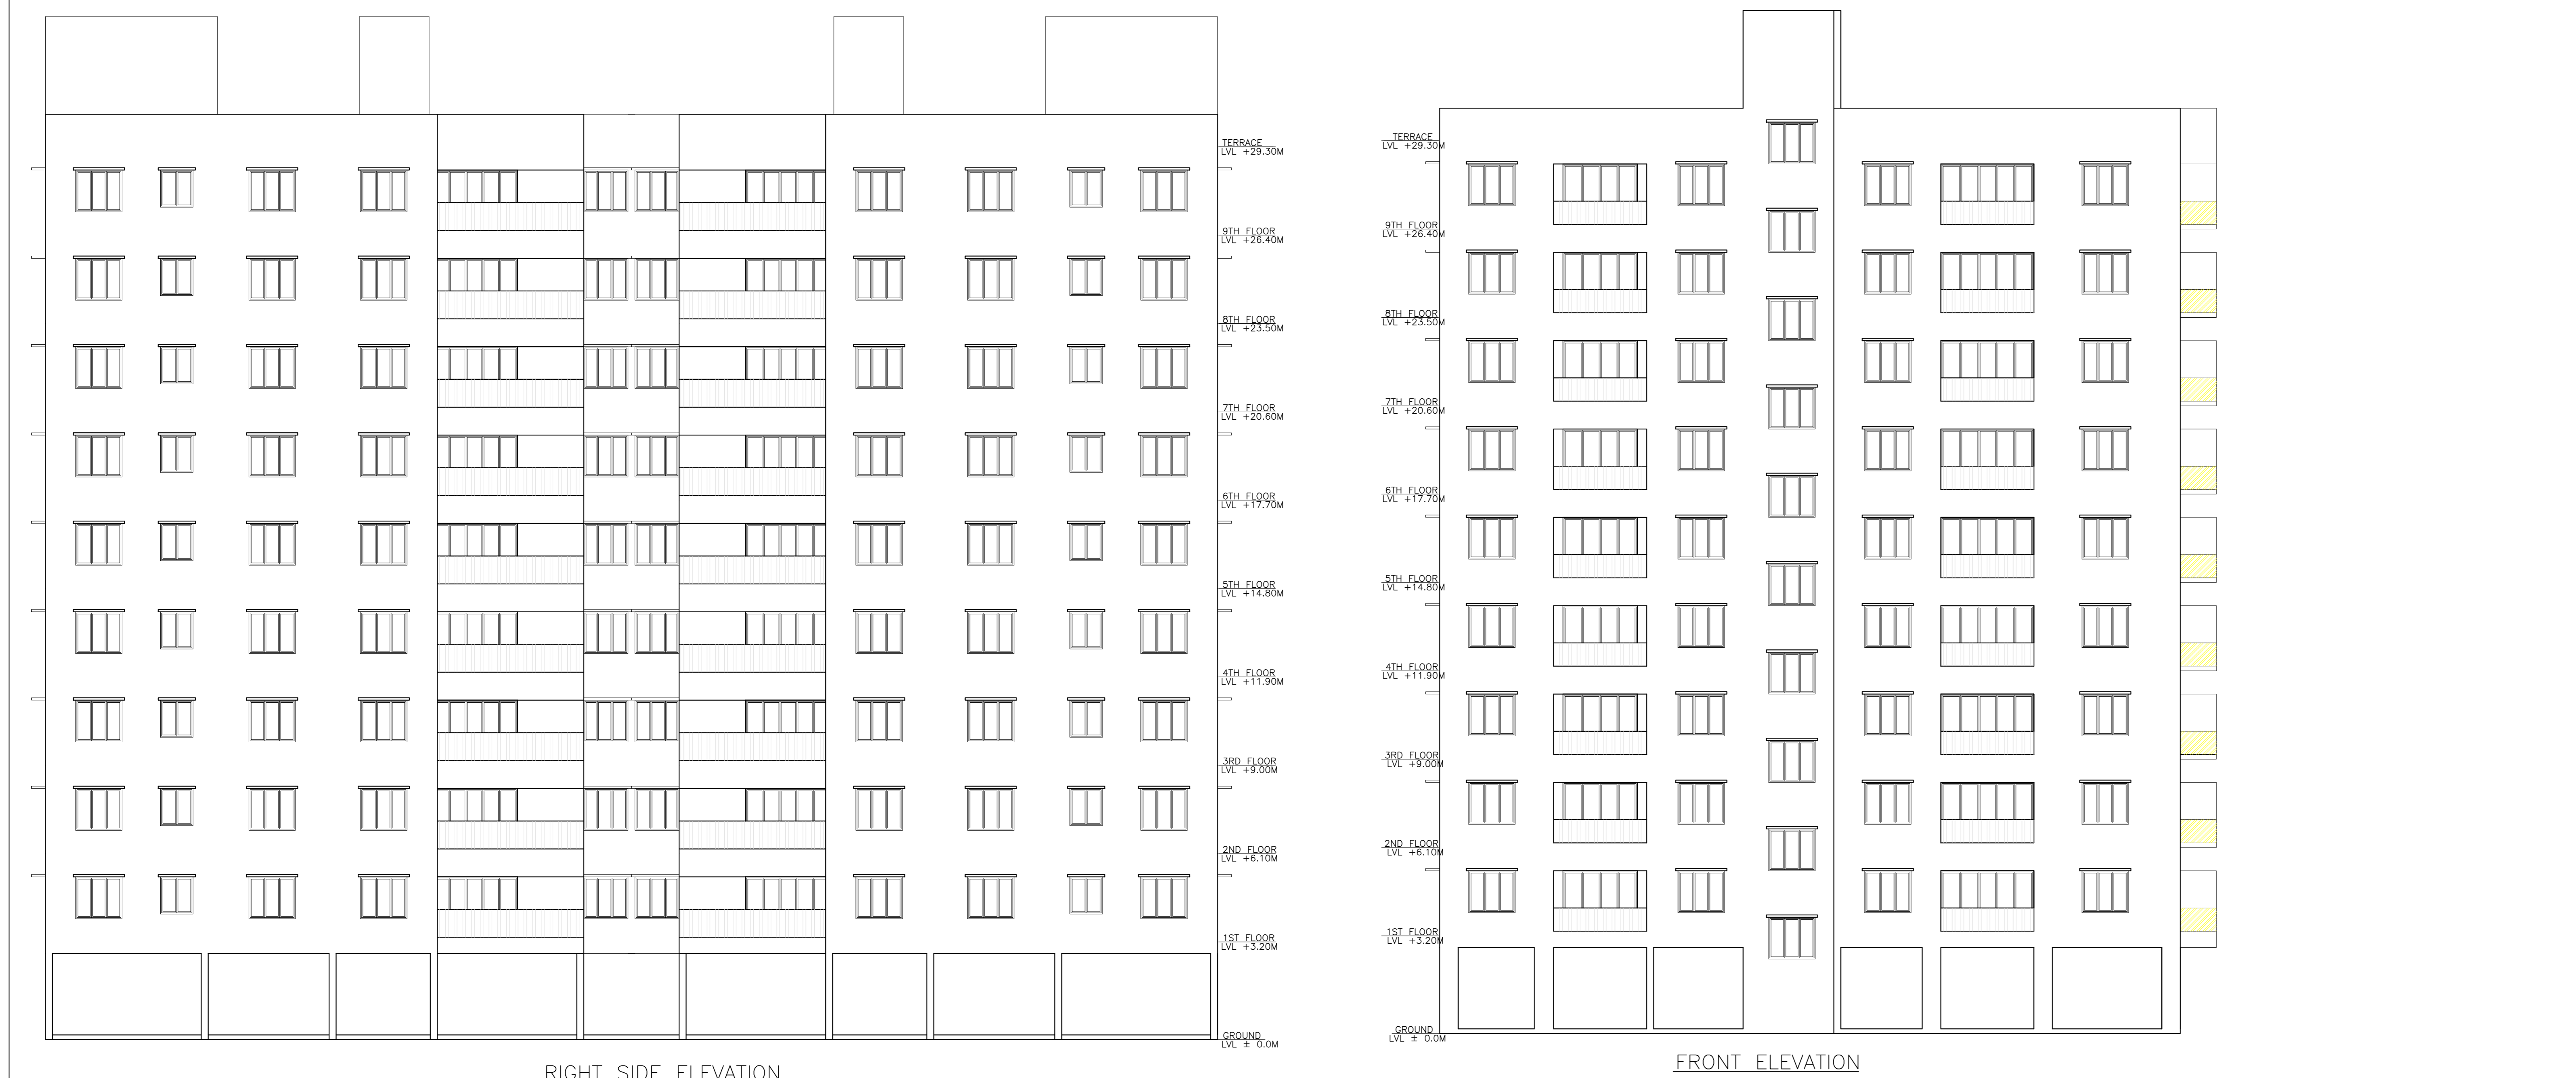 TERRACE
LVL +29.30M
9TH FLOOR
LVL +26.40M
8TH FLOOR
LVL +23.50M
7TH FLOOR
LVL +20.60M
6TH FLOOR
LVL +17.70M
5TH FLOOR
LVL +14.80M
4TH FLOOR
LVL +11.90M
3RD FLOOR
LVL +9.00M
2ND FLOOR
LVL +6.10M
1ST FLOOR
LVL +3.20M
GROUND
LVL ± 0.0M
RIGHT SIDE ELEVATION
TERRACE
LVL +29.30M
9TH FLOOR
LVL +26.40M
8TH FLOOR
LVL +23.50M
7TH FLOOR
LVL +20.60M
6TH FLOOR
LVL +17.70M
5TH FLOOR
LVL +14.80M
4TH FLOOR
LVL +11.90M
3RD FLOOR
LVL +9.00M
2ND FLOOR
LVL +6.10M
1ST FLOOR
LVL +3.20M
GROUND
LVL ± 0.0M
FRONT ELEVATION